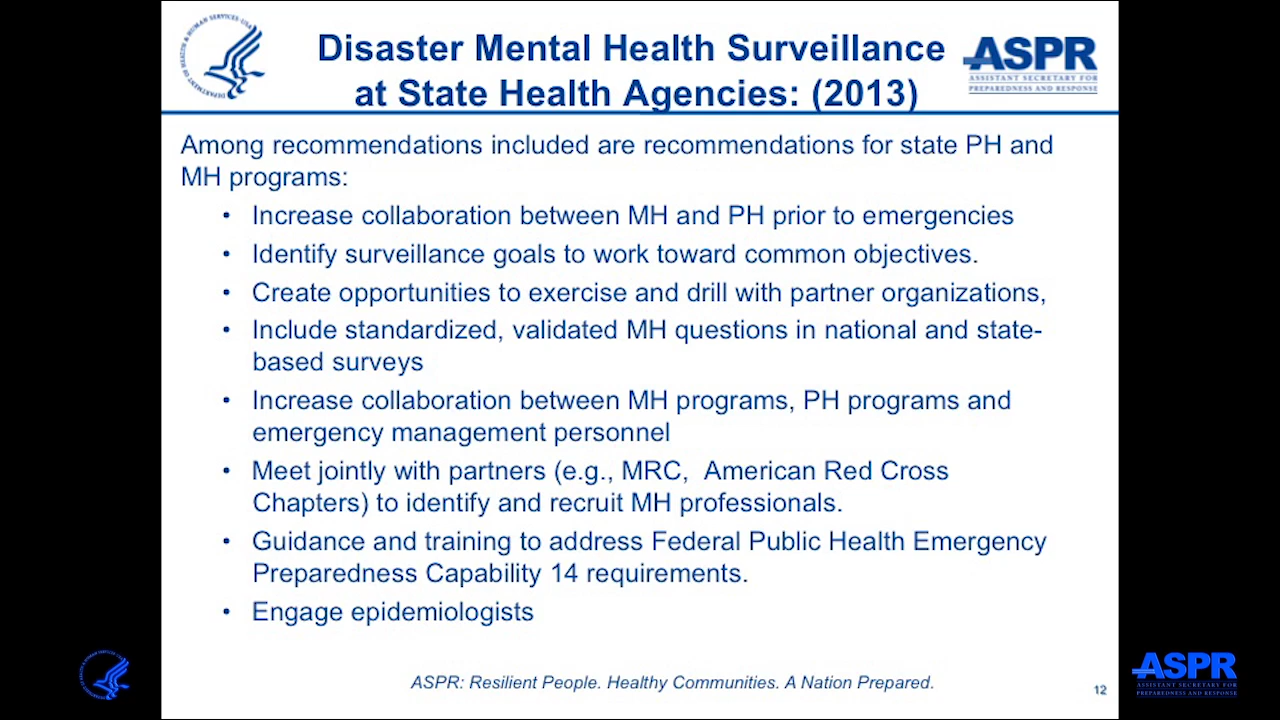 Disaster Mental Health Surveillance
at State Health Agencies: (2013)
DEPARTMENT OF HEALTH & HUMAN SERVICES·USA
ASPR
ASSISTANT SECRETARY FOR
PREPAREDNESS AND RESPONSE
Among recommendations included are recommendations for state PH and
MH programs:
• Increase collaboration between MH and PH prior to emergencies
• Identify surveillance goals to work toward common objectives.
• Create opportunities to exercise and drill with partner organizations,
• Include standardized, validated MH questions in national and state-
based surveys
• Increase collaboration between MH programs, PH programs and
emergency management personnel
• Meet jointly with partners (e.g., MRC,  American Red Cross
Chapters) to identify and recruit MH professionals.
• Guidance and training to address Federal Public Health Emergency
Preparedness Capability 14 requirements.
• Engage epidemiologists
ASPR: Resilient People. Healthy Communities. A Nation Prepared.
12
ASPR
ASSISTANT SECRETARY FOR
PREPAREDNESS AND RESPONSE